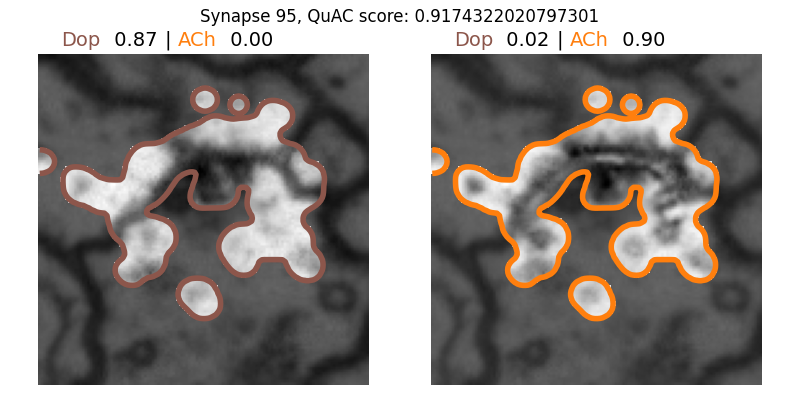 Synapse 95, QuAC score: 0.9174322020797301
Dop 0.87 | ACh 0.00
Dop 0.02 | ACh 0.90